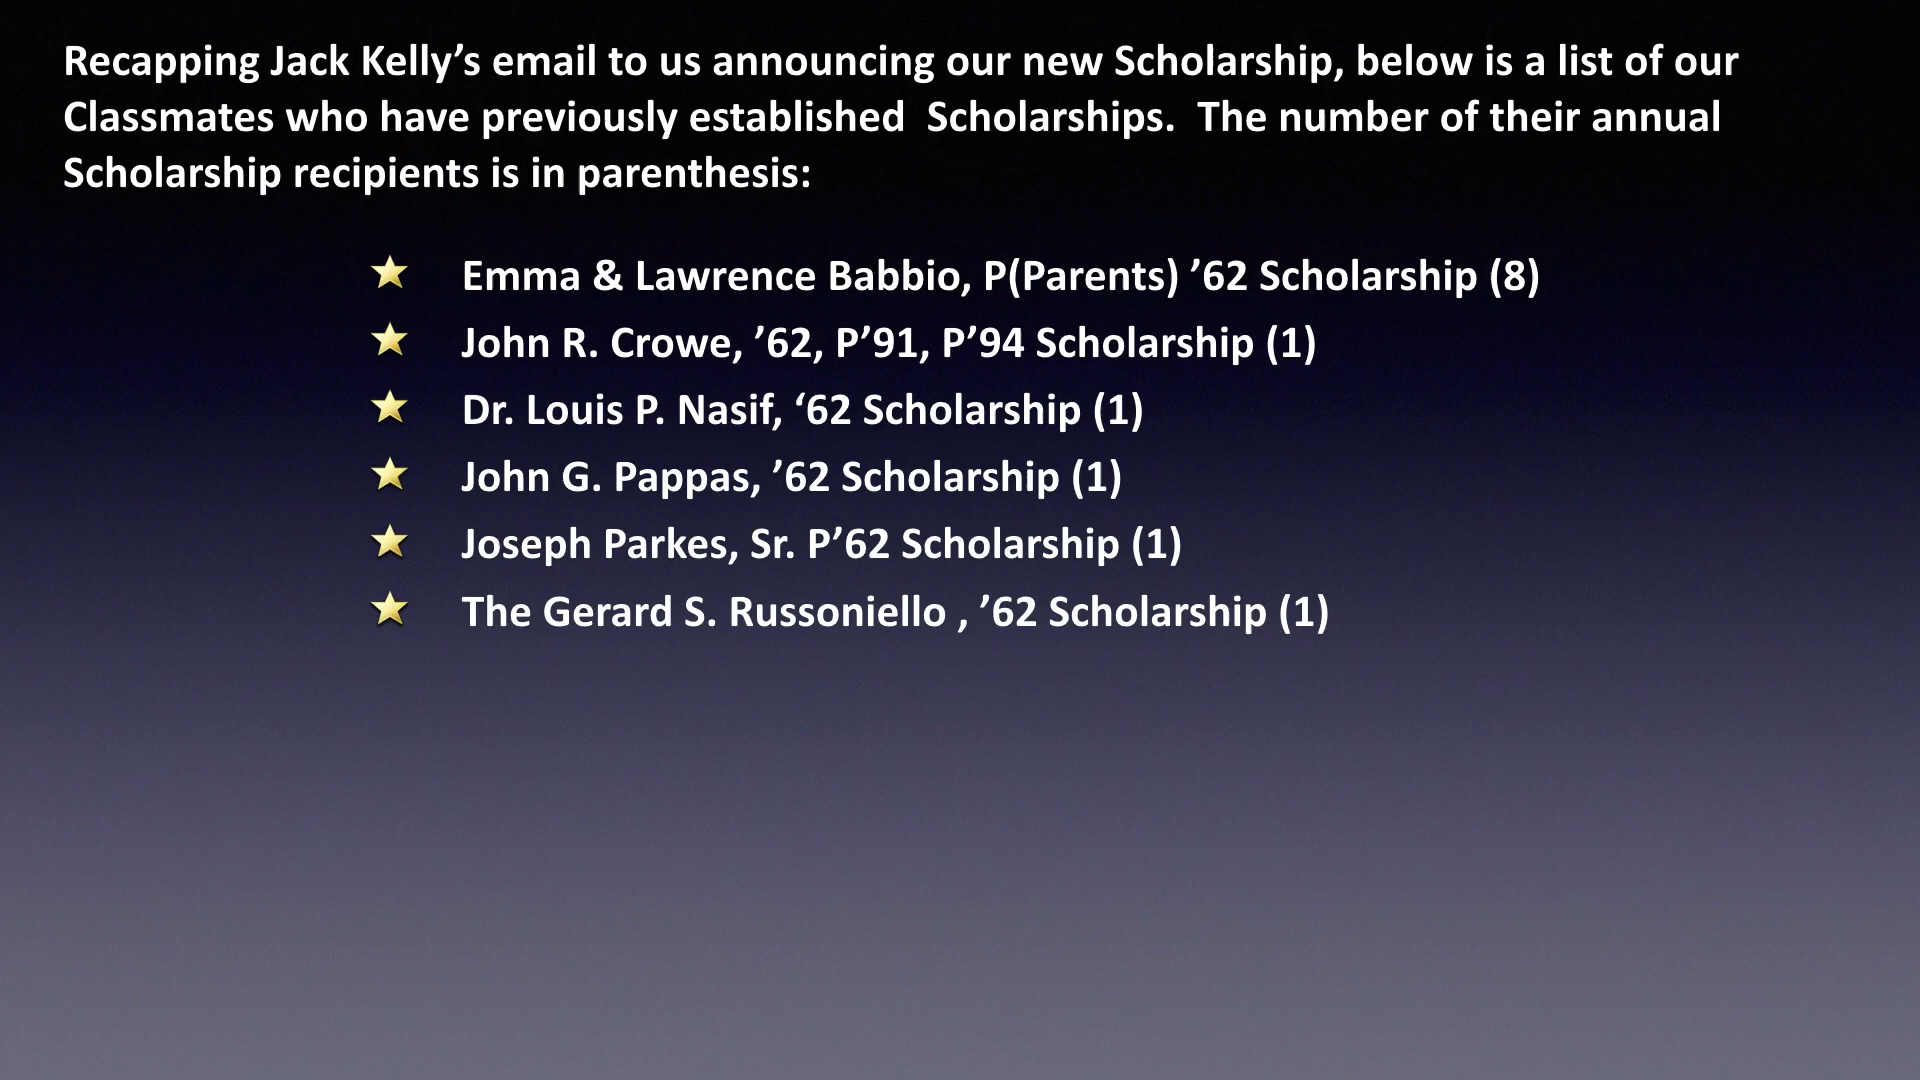 Recapping Jack Kelly’s email to us announcing our new Scholarship, below is a list of our
Classmates who have previously established  Scholarships.  The number of their annual
Scholarship recipients is in parenthesis:
Emma & Lawrence Babbio, P(Parents) ’62 Scholarship (8)
John R. Crowe, ’62, P’91, P’94 Scholarship (1)
Dr. Louis P. Nasif, ‘62 Scholarship (1)
John G. Pappas, ’62 Scholarship (1)
Joseph Parkes, Sr. P’62 Scholarship (1)
The Gerard S. Russoniello , ’62 Scholarship (1)